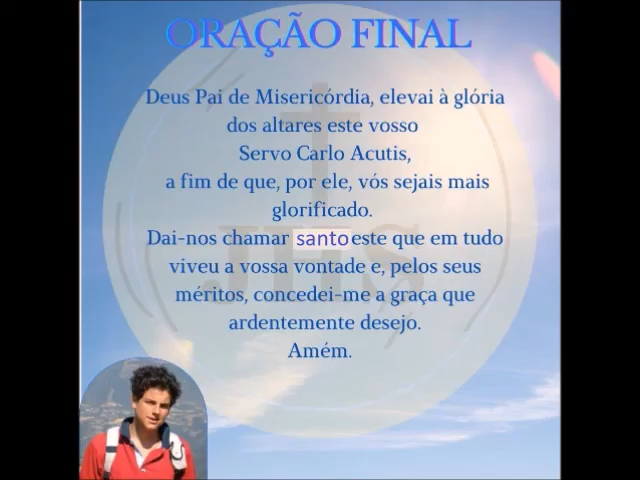 ORAÇÃO FINAL
Deus Pai de Misericórdia, elevai à glória
dos altares este vosso
Servo Carlo Acutis,
a fim de que, por ele, vós sejais mais
glorificado.
Dai-nos chamar santo este que em tudo
viveu a vossa vontade e, pelos seus
méritos, concedei-me a graça que
ardentemente desejo.
Amém.
JHS